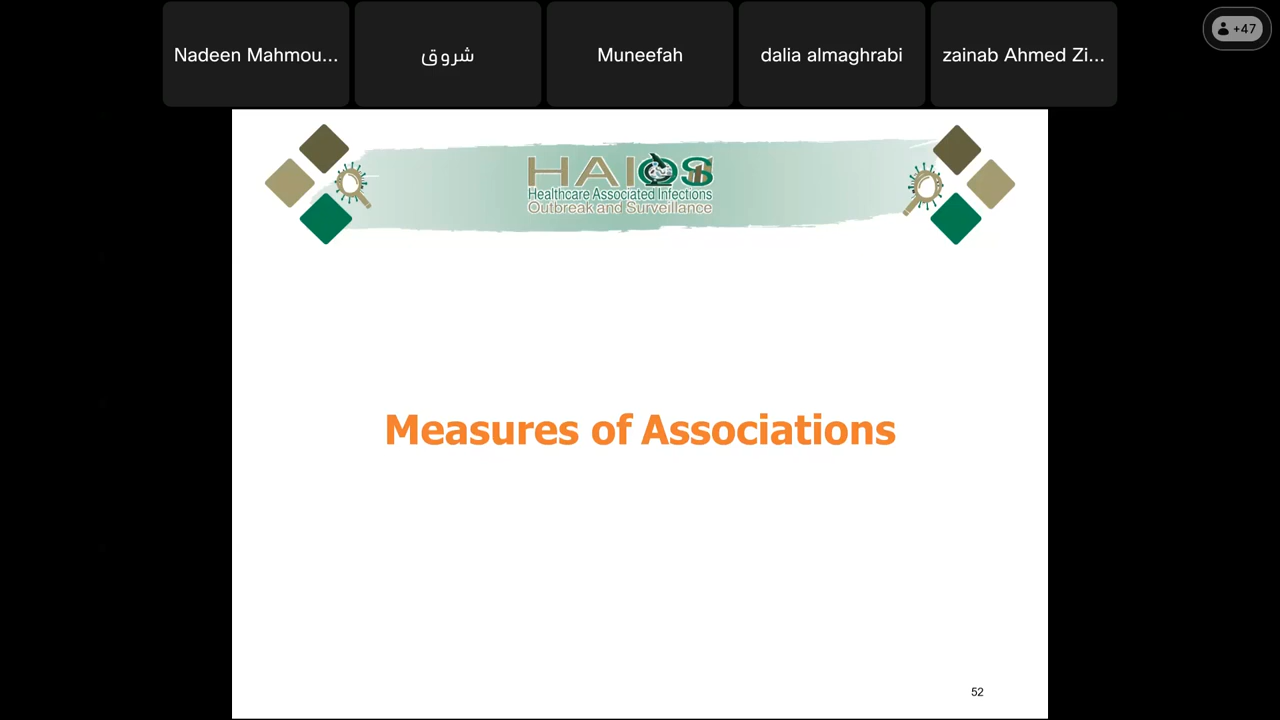 Nadeen Mahmou...
شروق
Muneefah
dalia almaghrabi
zainab Ahmed Zi...
+47
HAIOS
Healthcare Associated Infections
Outbreak and Surveillance
Measures of Associations
52